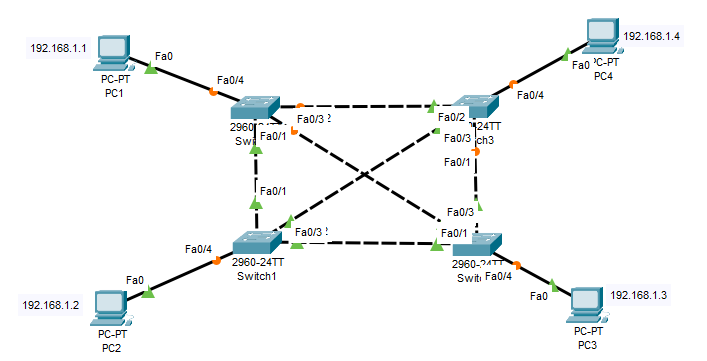 192.168.1.1
Fa0
PC-PT
PC1
Fa0/4
192.168.1.4
Fa0
PC-PT
PC4
Fa0/4
Fa0/3
Fa0/1
Fa0/2
Fa0/3
Fa0/1
Fa0/1
Fa0/3
Fa0/3
Fa0/1
Fa0/4
2960-24TT
Switch1
Fa0/4
Fa0
192.168.1.2
PC-PT
PC2
Fa0
192.168.1.3
PC-PT
PC3